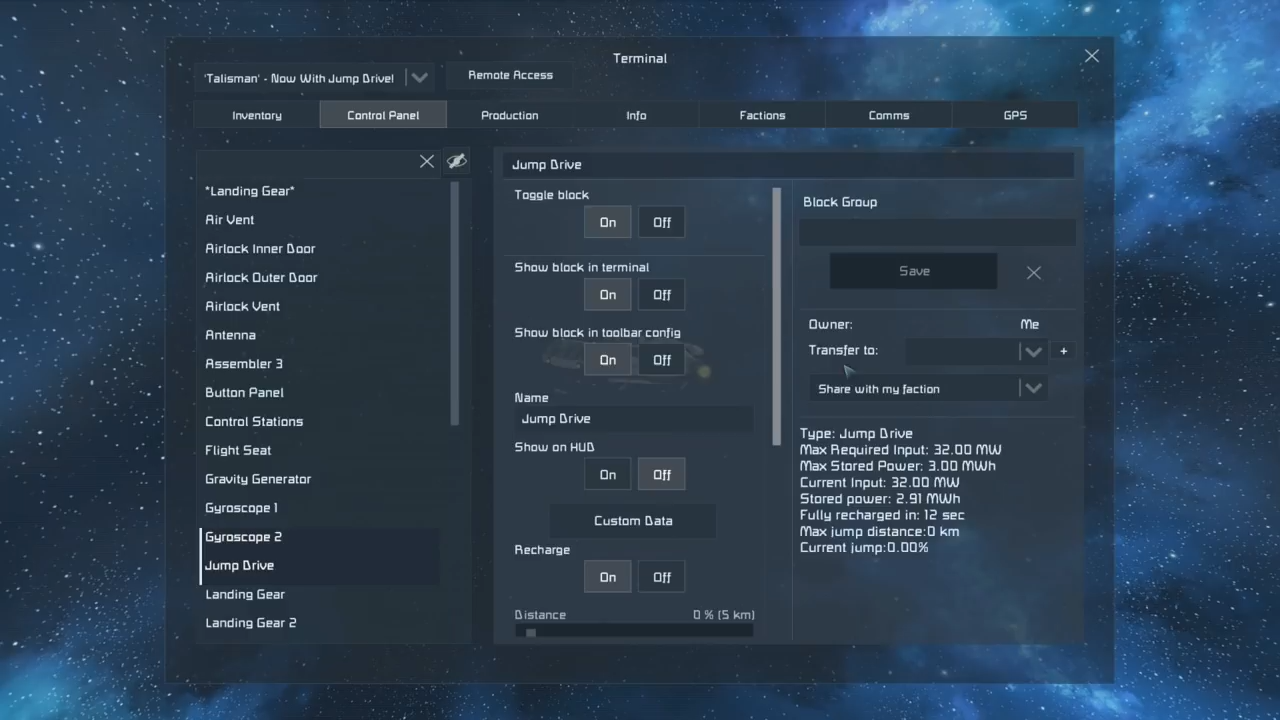 Terminal
'Talisman' - Now With Jump Drive!
Remote Access
Inventory
Control Panel
Production
Info
Factions
Comms
GPS
*Landing Gear*
Air Vent
Airlock Inner Door
Airlock Outer Door
Airlock Vent
Antenna
Assembler 3
Button Panel
Control Stations
Flight Seat
Gravity Generator
Gyroscope 1
Gyroscope 2
Jump Drive
Landing Gear
Landing Gear 2
Jump Drive
Toggle block
On Off
Show block in terminal
On Off
Show block in toolbar config
On Off
Name
Jump Drive
Show on HUD
On Off
Custom Data
Recharge
On Off
Distance 0 % (5 km)
Block Group
Save
Owner: Me
Transfer to:
+
Share with my faction
Type: Jump Drive
Max Required Input: 32.00 MW
Max Stored Power: 3.00 MWh
Current Input: 32.00 MW
Stored power: 2.91 MWh
Fully recharged in: 12 sec
Max jump distance:0 km
Current jump:0.00%